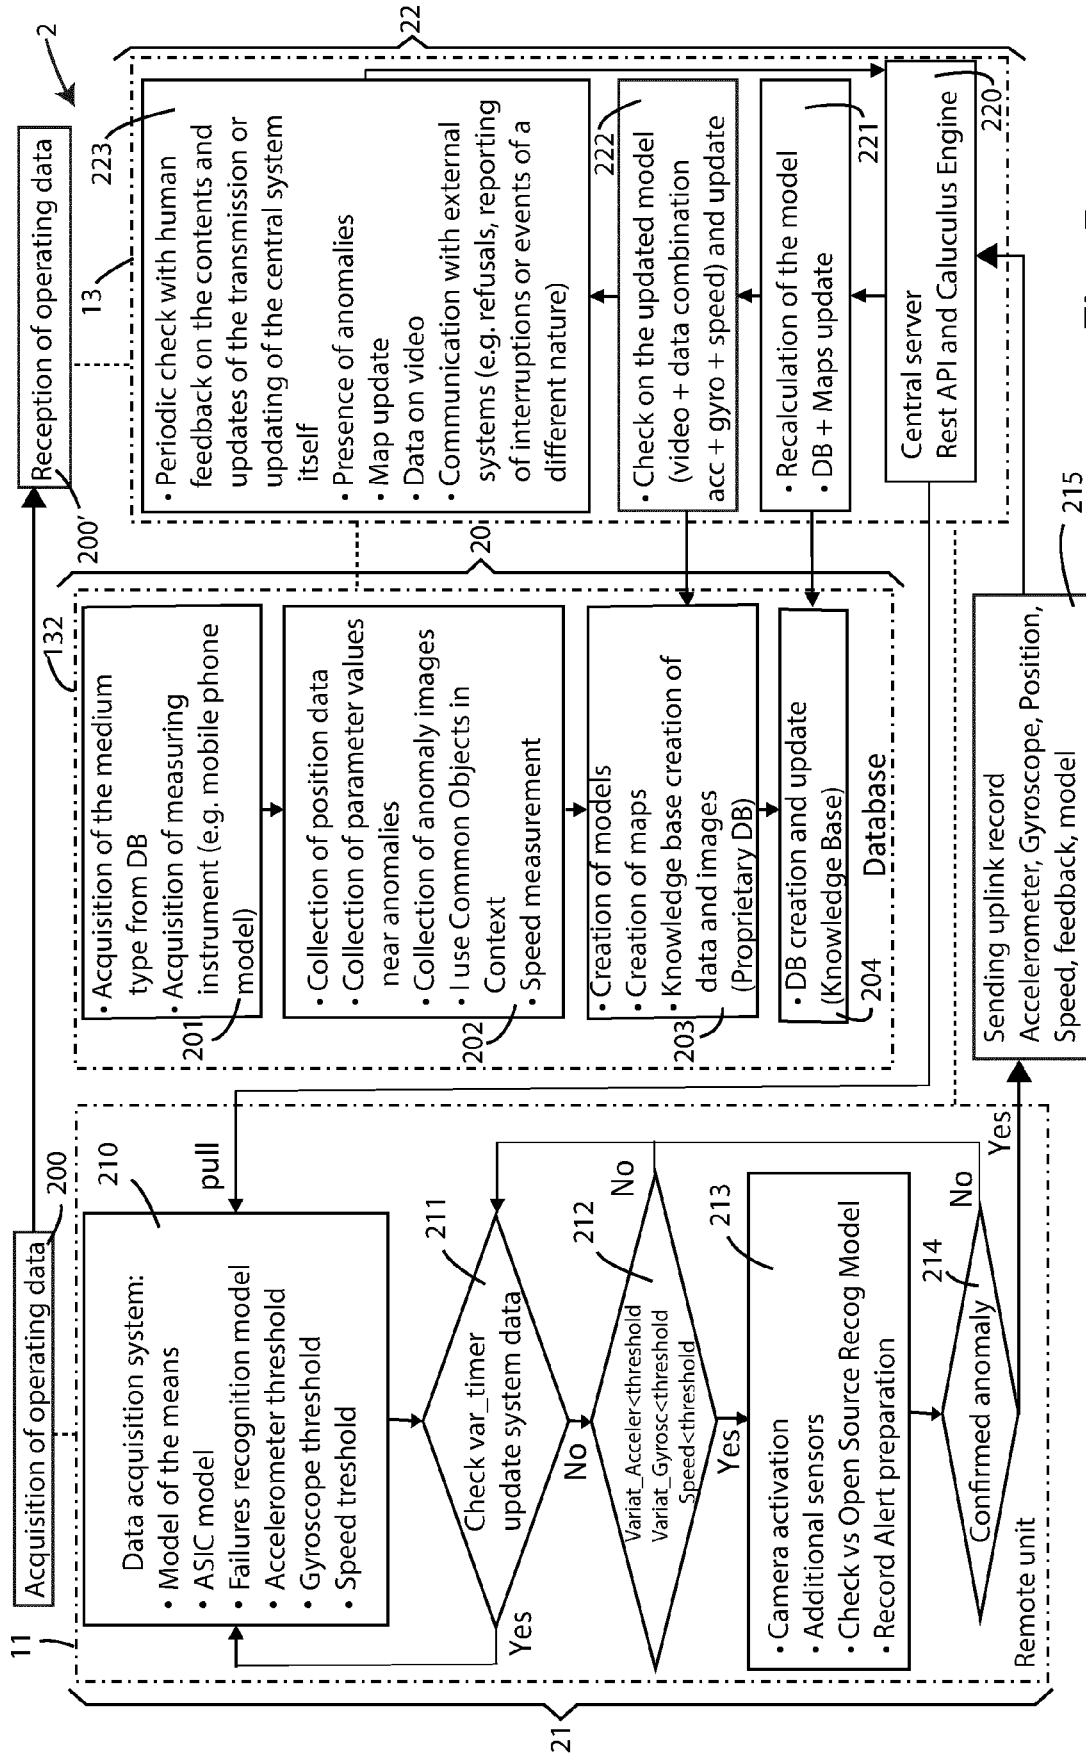 Acquisition of operating data
200
Reception of operating data
200'
2
11
21
210
Data acquisition system:
• Model of the means
• ASIC model
• Failures recognition model
• Accelerometer threshold
• Gyroscope threshold
• Speed treshold
pull
211
Check var_timer
update system data
Yes
No
212
Variat_Acceler<threshold
Variat_Gyrosc<threshold
Speed<threshold
No
Yes
213
• Camera activation
• Additional sensors
• Check vs Open Source Recog Model
• Record Alert preparation
214
Confirmed anomaly
No
Yes
Remote unit
132
20
• Acquisition of the medium
type from DB
• Acquisition of measuring
instrument (e.g. mobile phone
model)
201
• Collection of position data
• Collection of parameter values
near anomalies
• Collection of anomaly images
• I use Common Objects in
Context
• Speed measurement
202
• Creation of models
• Creation of maps
• Knowledge base creation of
data and images
(Proprietary DB)
203
• DB creation and update
(Knowledge Base)
204
Database
215
Sending uplink record
Accelerometer, Gyroscope, Position,
Speed, feedback, model
13
22
223
• Periodic check with human
feedback on the contents and
updates of the transmission or
updating of the central system
itself
• Presence of anomalies
• Map update
• Data on video
• Communication with external
systems (e.g. refusals, reporting
of interruptions or events of a
different nature)
222
• Check on the updated model
(video + data combination
acc + gyro + speed) and update
221
• Recalculation of the model
• DB + Maps update
220
Central server
Rest API and Caluculus Engine